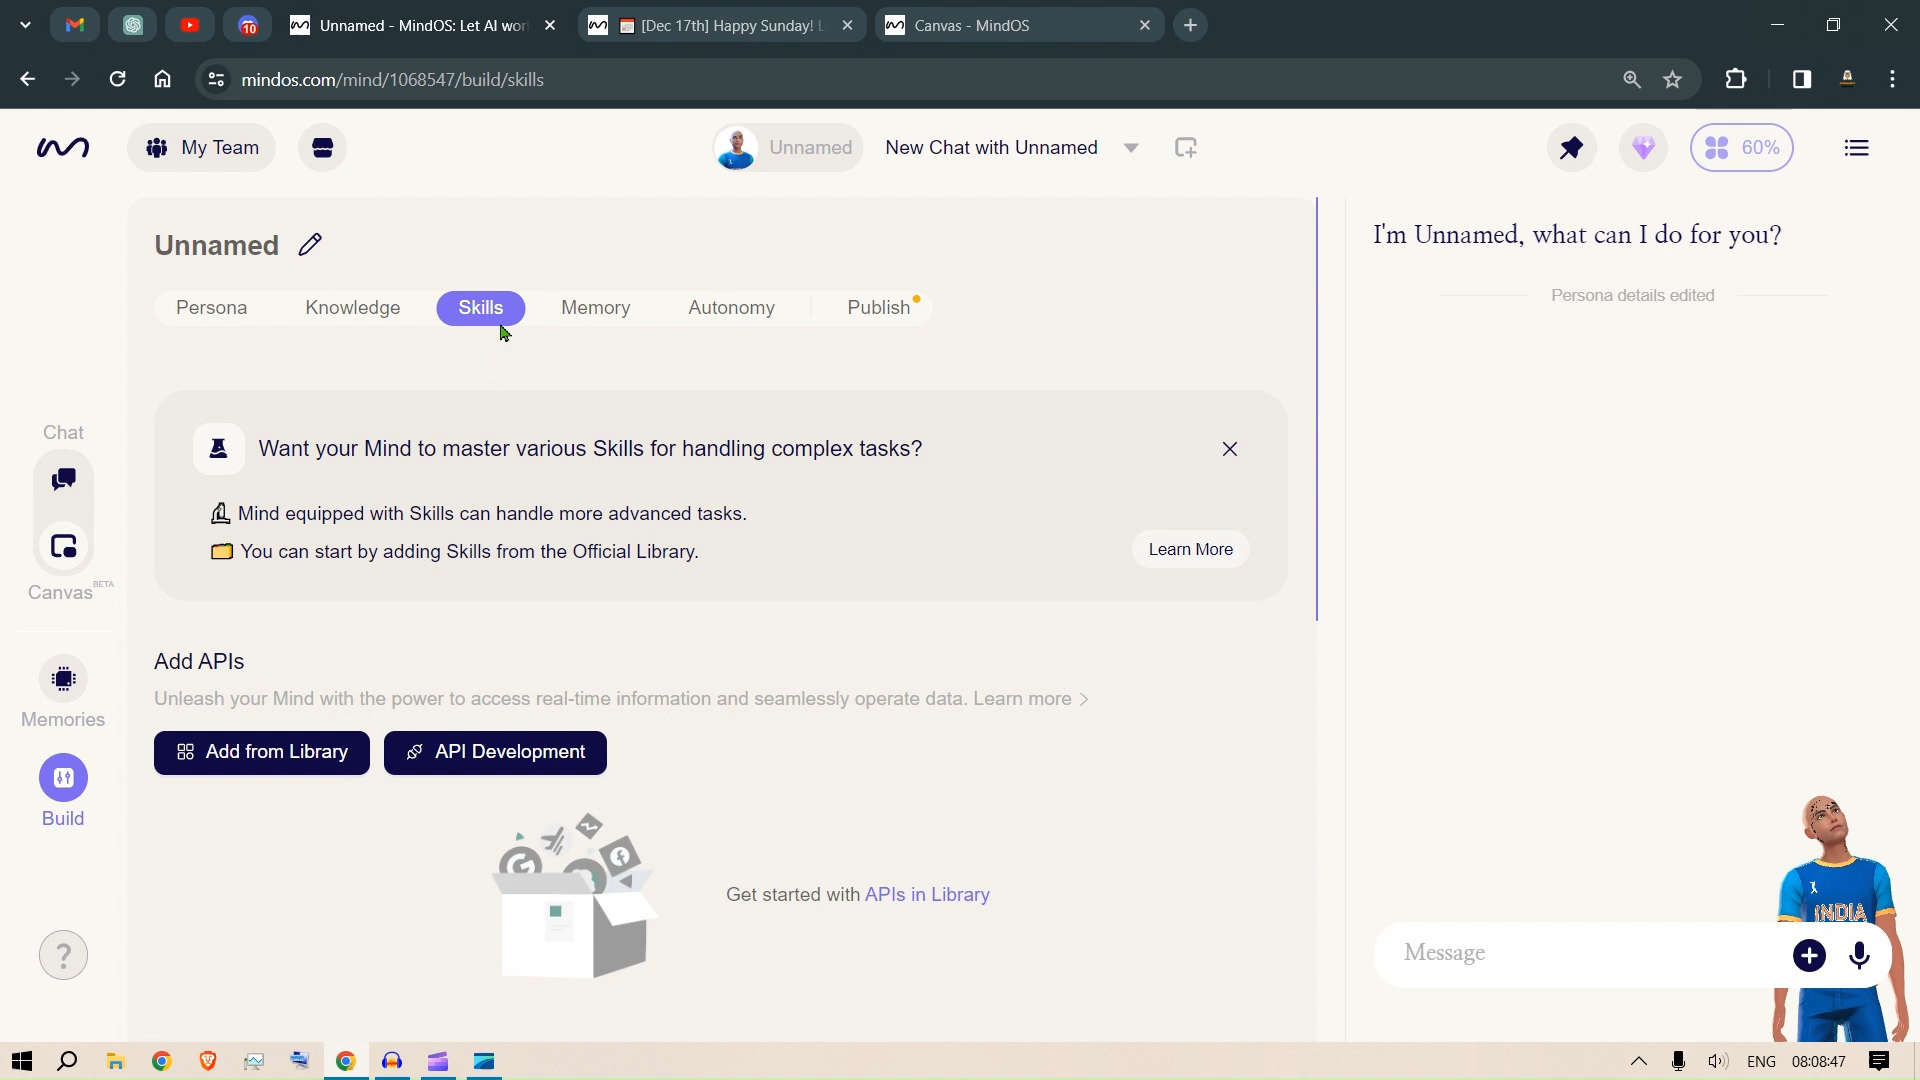 10
Unnamed - MindOS: Let AI wor
[Dec 17th] Happy Sunday! L
Canvas - MindOS
mindos.com/mind/1068547/build/skills
My Team
Unnamed
New Chat with Unnamed
60%
Unnamed
Persona
Knowledge
Skills
Memory
Autonomy
Publish
Want your Mind to master various Skills for handling complex tasks?
Mind equipped with Skills can handle more advanced tasks.
You can start by adding Skills from the Official Library.
Learn More
Chat
Canvas BETA
Memories
Build
?
Add APIs
Unleash your Mind with the power to access real-time information and seamlessly operate data. Learn more >
Add from Library
API Development
Get started with APIs in Library
I'm Unnamed, what can I do for you?
Persona details edited
INDIA
Message
ENG
08:08:47